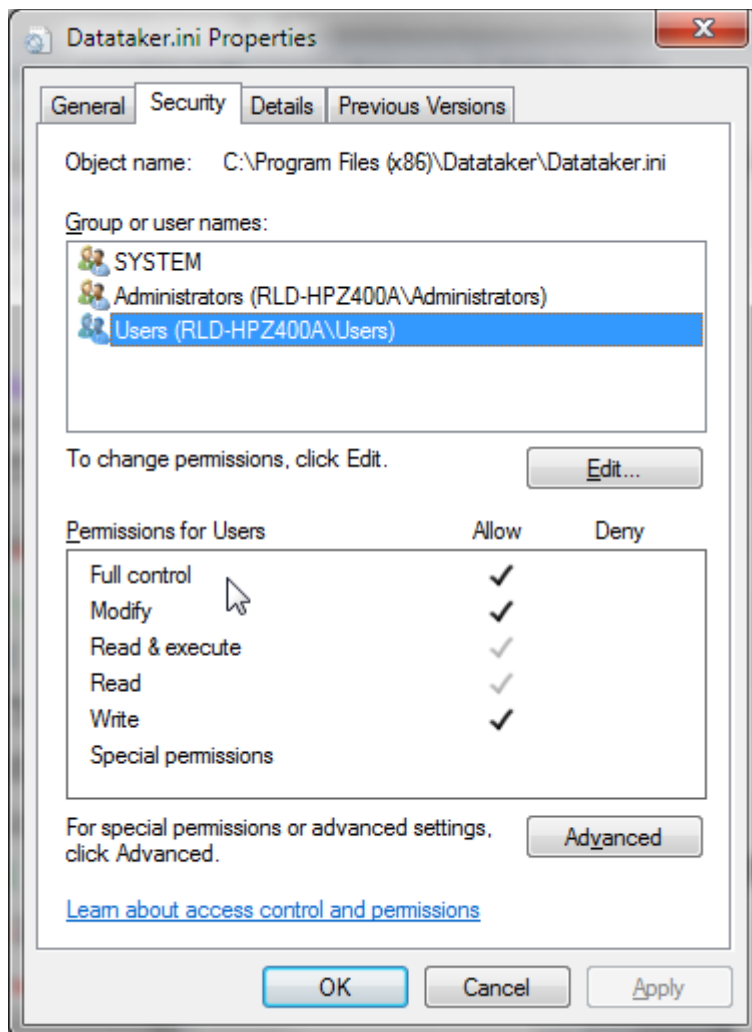 Datataker.ini Properties
General Security Details Previous Versions
Object name: C:\Program Files (x86)\Datataker\Datataker.ini
Group or user names:
SYSTEM
Administrators (RLD-HPZ400A\Administrators)
Users (RLD-HPZ400A\Users)
To change permissions, click Edit.
Edit...
Permissions for Users Allow Deny
Full control
Modify
Read & execute
Read
Write
Special permissions
For special permissions or advanced settings,
click Advanced.
Advanced
Learn about access control and permissions
OK Cancel Apply